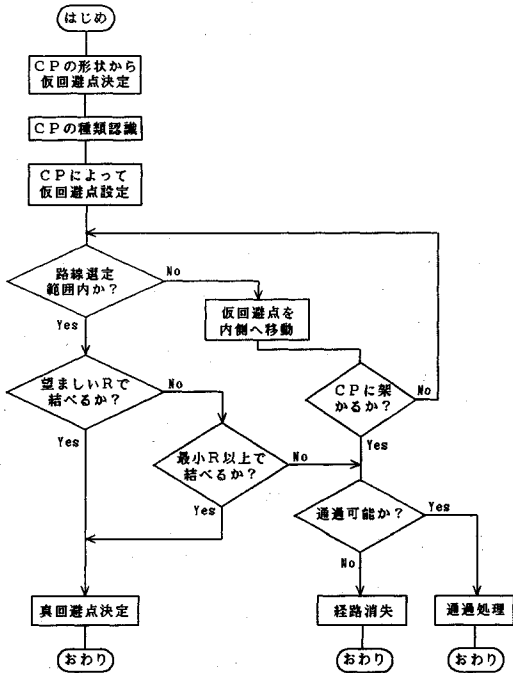 はじめ
CPの形状から
仮回避点決定
CPの種類認識
CPによって
仮回避点設定
路線選定
範囲内か?
No
Yes
仮回避点を
内側へ移動
望ましいRで
結べるか?
No
Yes
CPに架
かるか?
No
Yes
最小R以上で
結べるか?
No
Yes
通過可能か?
Yes
No
真回避点決定
経路消失
通過処理
おわり
おわり
おわり